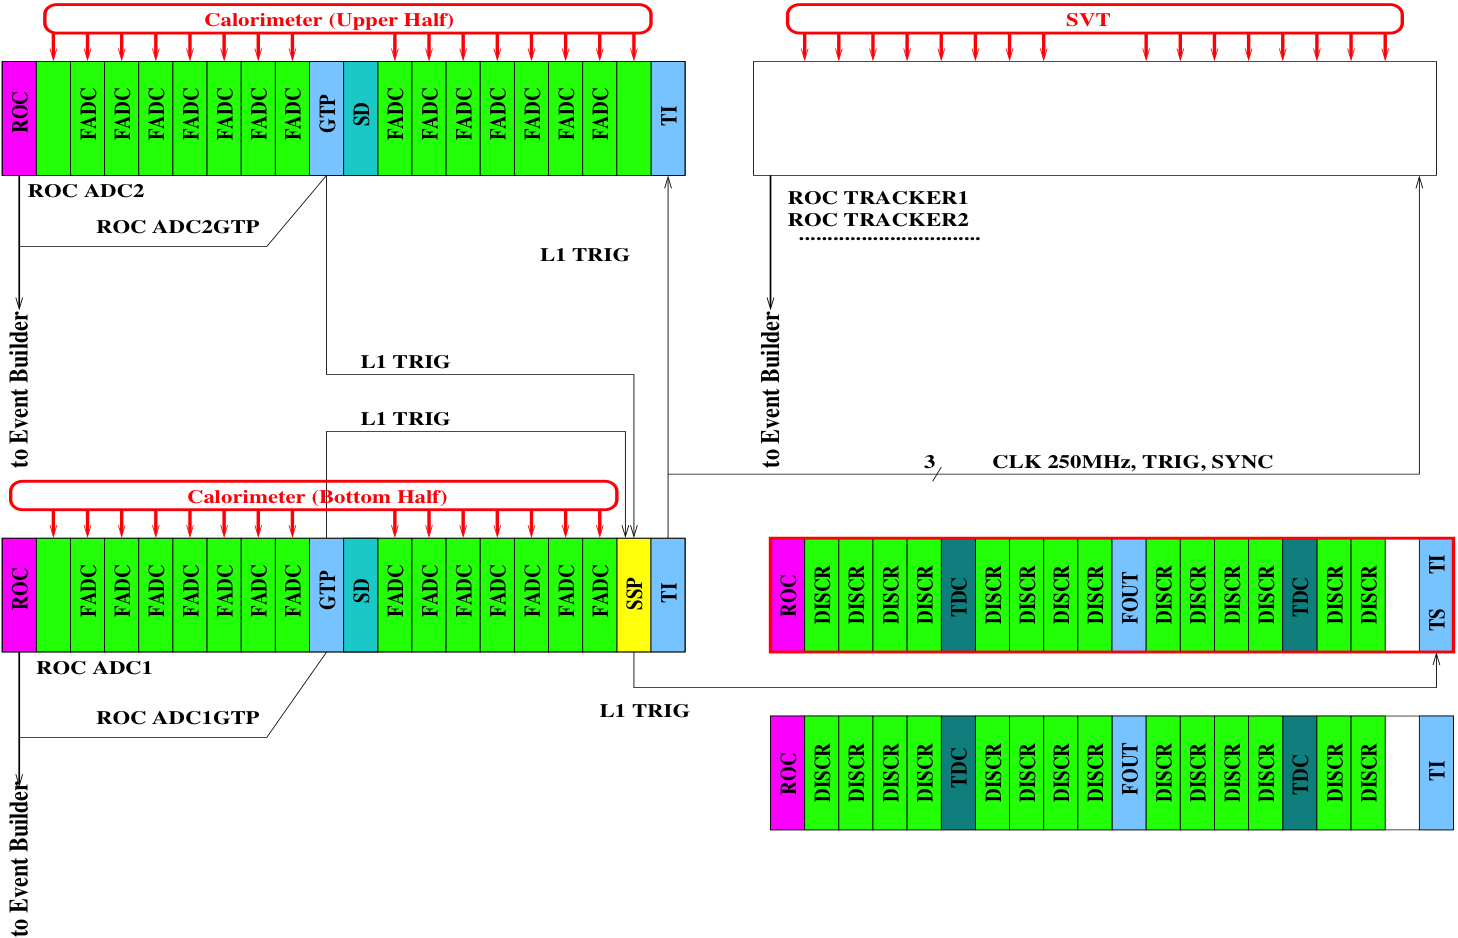 Calorimeter (Upper Half)
SVT
ROC FADC FADC FADC FADC FADC FADC FADC GTP SD FADC FADC FADC FADC FADC FADC FADC TI
ROC ADC2
ROC ADC2GTP
ROC TRACKER1
ROC TRACKER2
L1 TRIG
to Event Builder
to Event Builder
L1 TRIG
L1 TRIG
3 CLK 250MHz, TRIG, SYNC
Calorimeter (Bottom Half)
ROC FADC FADC FADC FADC FADC FADC FADC GTP SD FADC FADC FADC FADC FADC FADC FADC SSP TI
ROC DISCR DISCR DISCR DISCR TDC DISCR DISCR DISCR DISCR FOUT DISCR DISCR DISCR DISCR TDC DISCR DISCR TS TI
ROC ADC1
ROC ADC1GTP
L1 TRIG
ROC DISCR DISCR DISCR DISCR TDC DISCR DISCR DISCR DISCR FOUT DISCR DISCR DISCR DISCR TDC DISCR DISCR TI
to Event Builder